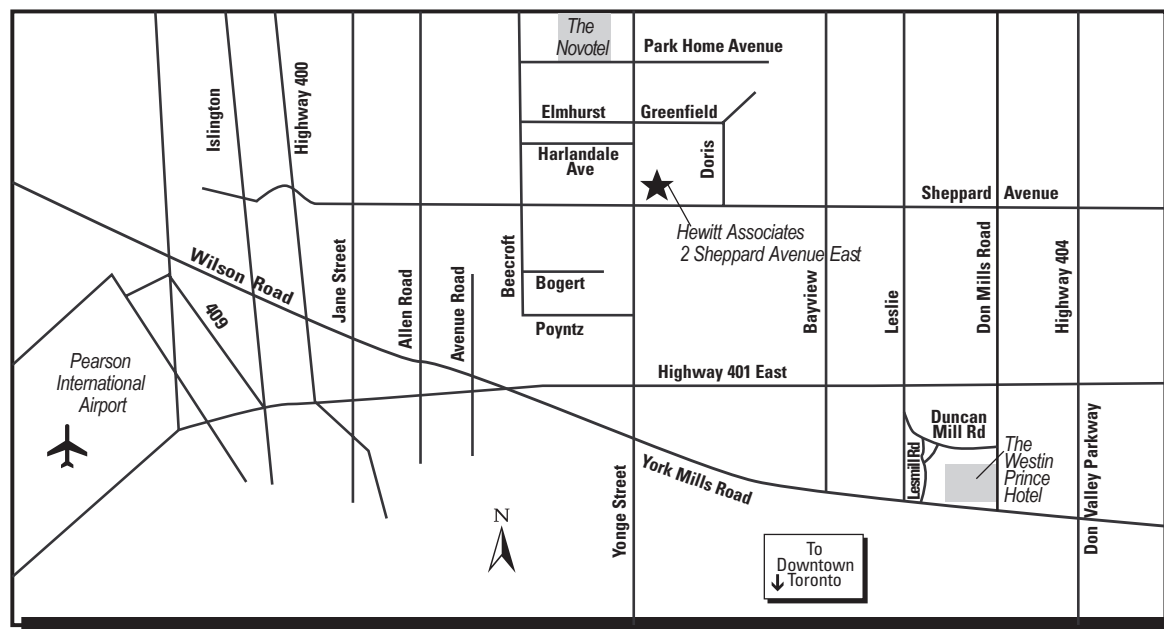 The
Novotel
Park Home Avenue
Islington
Highway 400
Elmhurst
Greenfield
Harlandale
Ave
Doris
Sheppard Avenue
Hewitt Associates
2 Sheppard Avenue East
Wilson Road
409
Jane Street
Allen Road
Avenue Road
Beecroft
Bogert
Poyntz
Bayview
Leslie
Don Mills Road
Highway 404
Pearson
International
Airport
Highway 401 East
Duncan
Mill Rd
Lesmill Rd
The
Westin
Prince
Hotel
Don Valley Parkway
York Mills Road
Yonge Street
N
To
Downtown
Toronto